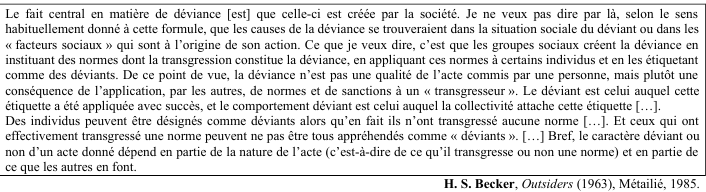 Le fait central en matière de déviance [est] que celle-ci est créée par la société. Je ne veux pas dire par là, selon le sens
habituellement donné à cette formule, que les causes de la déviance se trouveraient dans la situation sociale du déviant ou dans les
« facteurs sociaux » qui sont à l'origine de son action. Ce que je veux dire, c'est que les groupes sociaux créent la déviance en
instituant des normes dont la transgression constitue la déviance, en appliquant ces normes à certains individus et en les étiquetant
comme des déviants. De ce point de vue, la déviance n'est pas une qualité de l'acte commis par une personne, mais plutôt une
conséquence de l'application, par les autres, de normes et de sanctions à un « transgresseur ». Le déviant est celui auquel cette
étiquette a été appliquée avec succès, et le comportement déviant est celui auquel la collectivité attache cette étiquette […].
Des individus peuvent être désignés comme déviants alors qu'en fait ils n'ont transgressé aucune norme […]. Et ceux qui ont
effectivement transgressé une norme peuvent ne pas être tous appréhendés comme « déviants ». […] Bref, le caractère déviant ou
non d'un acte donné dépend en partie de la nature de l'acte (c'est-à-dire de ce qu'il transgresse ou non une norme) et en partie de
ce que les autres en font.
H. S. Becker, Outsiders (1963), Métailié, 1985.